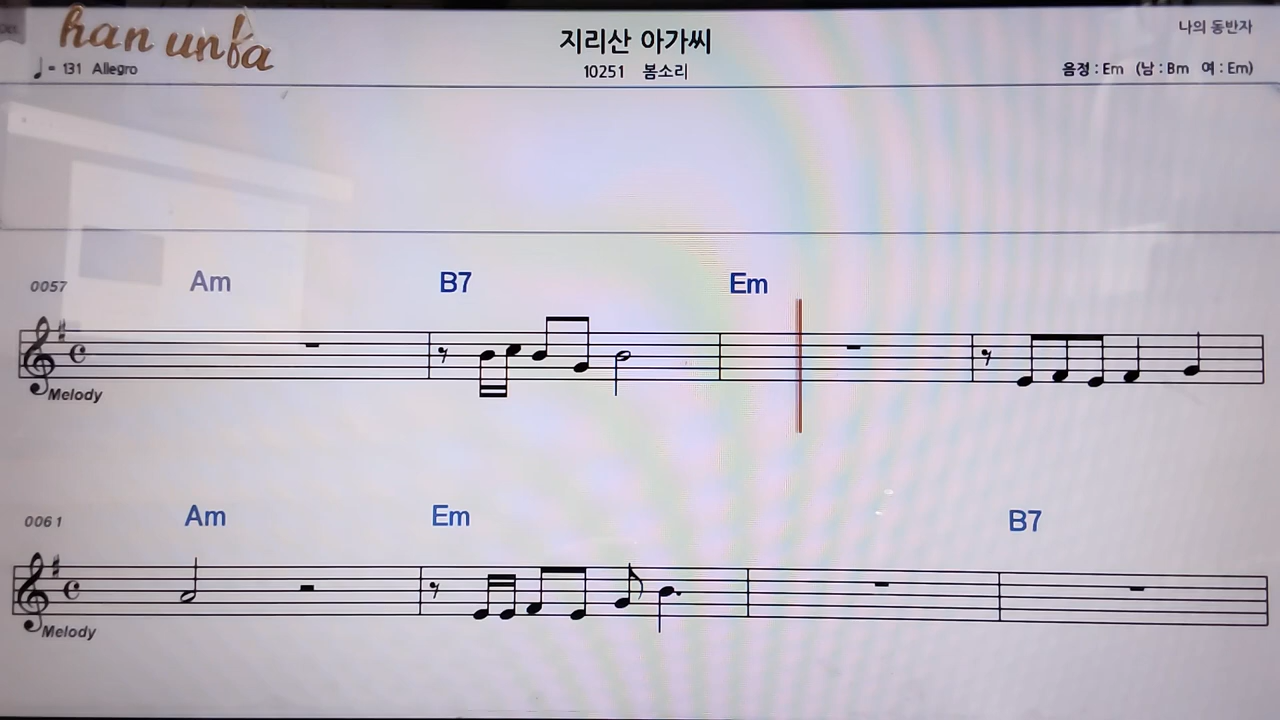 han unba
나의 동반자
지리산 아가씨
♩= 131 Allegro
10251 봄소리
음정 : Em (남 : Bm 여 : Em)
0057
Am B7 Em
Melody
0061
Am Em B7
Melody